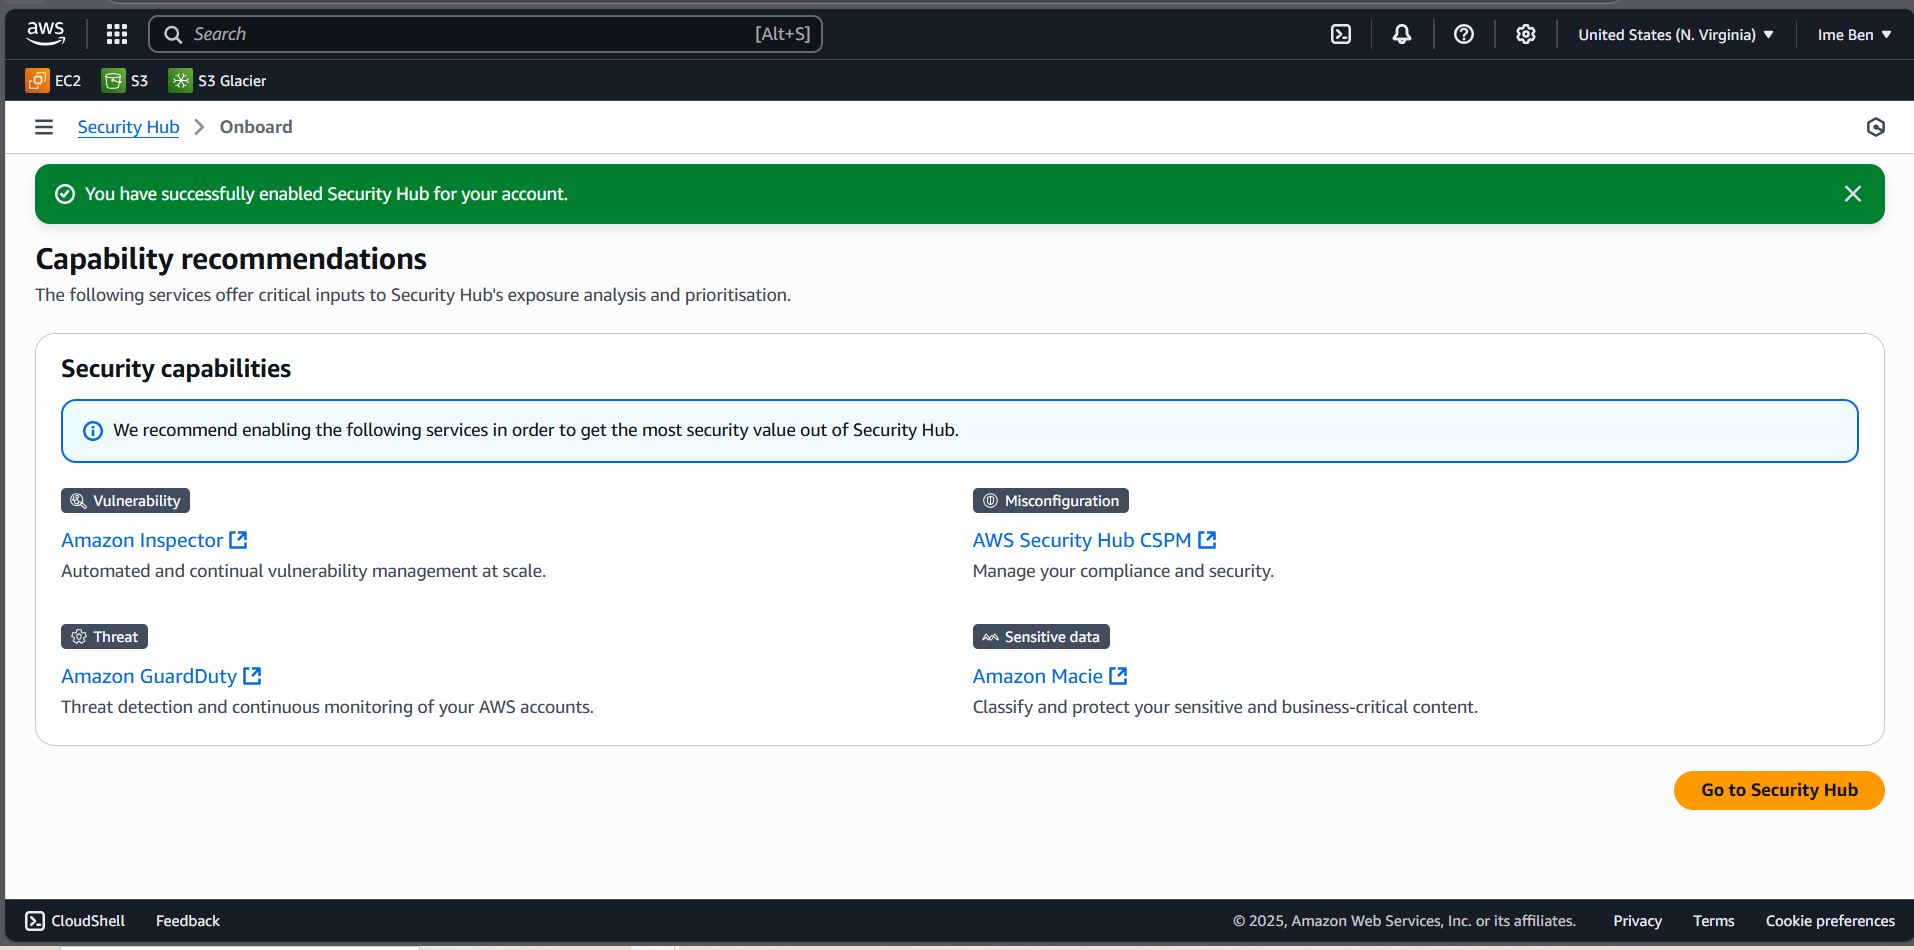 aws
Search [Alt+S]
United States (N. Virginia)
Ime Ben
EC2 S3 S3 Glacier
Security Hub > Onboard
You have successfully enabled Security Hub for your account.
Capability recommendations
The following services offer critical inputs to Security Hub's exposure analysis and prioritisation.
Security capabilities
We recommend enabling the following services in order to get the most security value out of Security Hub.
Vulnerability
Amazon Inspector
Automated and continual vulnerability management at scale.
Misconfiguration
AWS Security Hub CSPM
Manage your compliance and security.
Threat
Amazon GuardDuty
Threat detection and continuous monitoring of your AWS accounts.
Sensitive data
Amazon Macie
Classify and protect your sensitive and business-critical content.
Go to Security Hub
CloudShell Feedback © 2025, Amazon Web Services, Inc. or its affiliates. Privacy Terms Cookie preferences